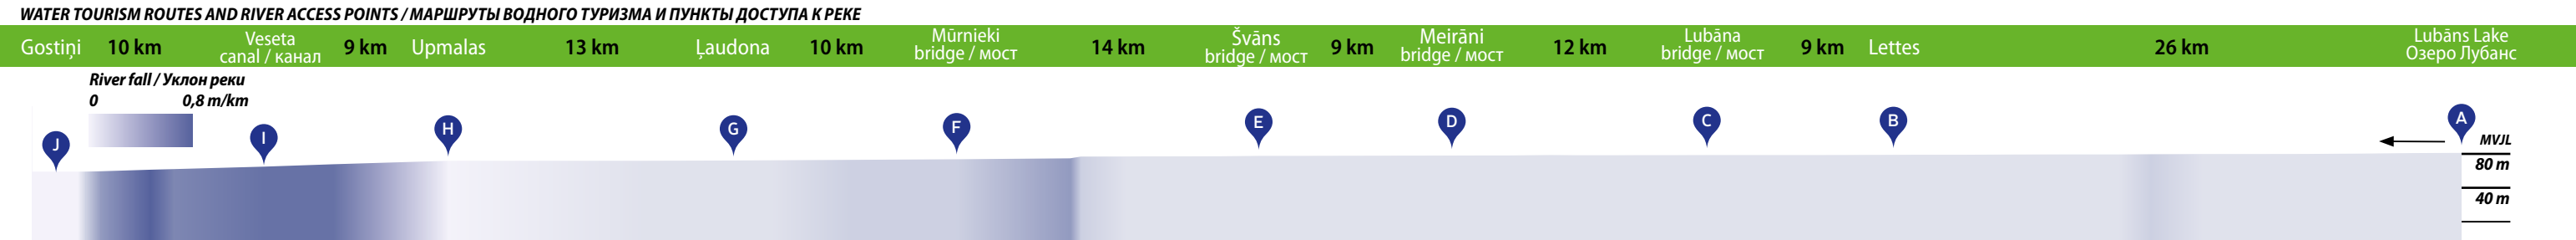 WATER TOURISM ROUTES AND RIVER ACCESS POINTS / МАРШРУТЫ ВОДНОГО ТУРИЗМА И ПУНКТЫ ДОСТУПА К РЕКЕ
Gostiņi
10 km
Veseta
canal / канал
9 km
Upmalas
13 km
Ļaudona
10 km
Mūrnieki
bridge / мост
14 km
Švāns
bridge / мост
9 km
Meirāni
bridge / мост
12 km
Lubāna
bridge / мост
9 km
Lettes
26 km
Lubāns Lake
Озеро Лубанс
River fall / Уклон реки
0 0,8 m/km
J
I
H
G
F
E
D
C
B
A
MVJL
80 m
40 m